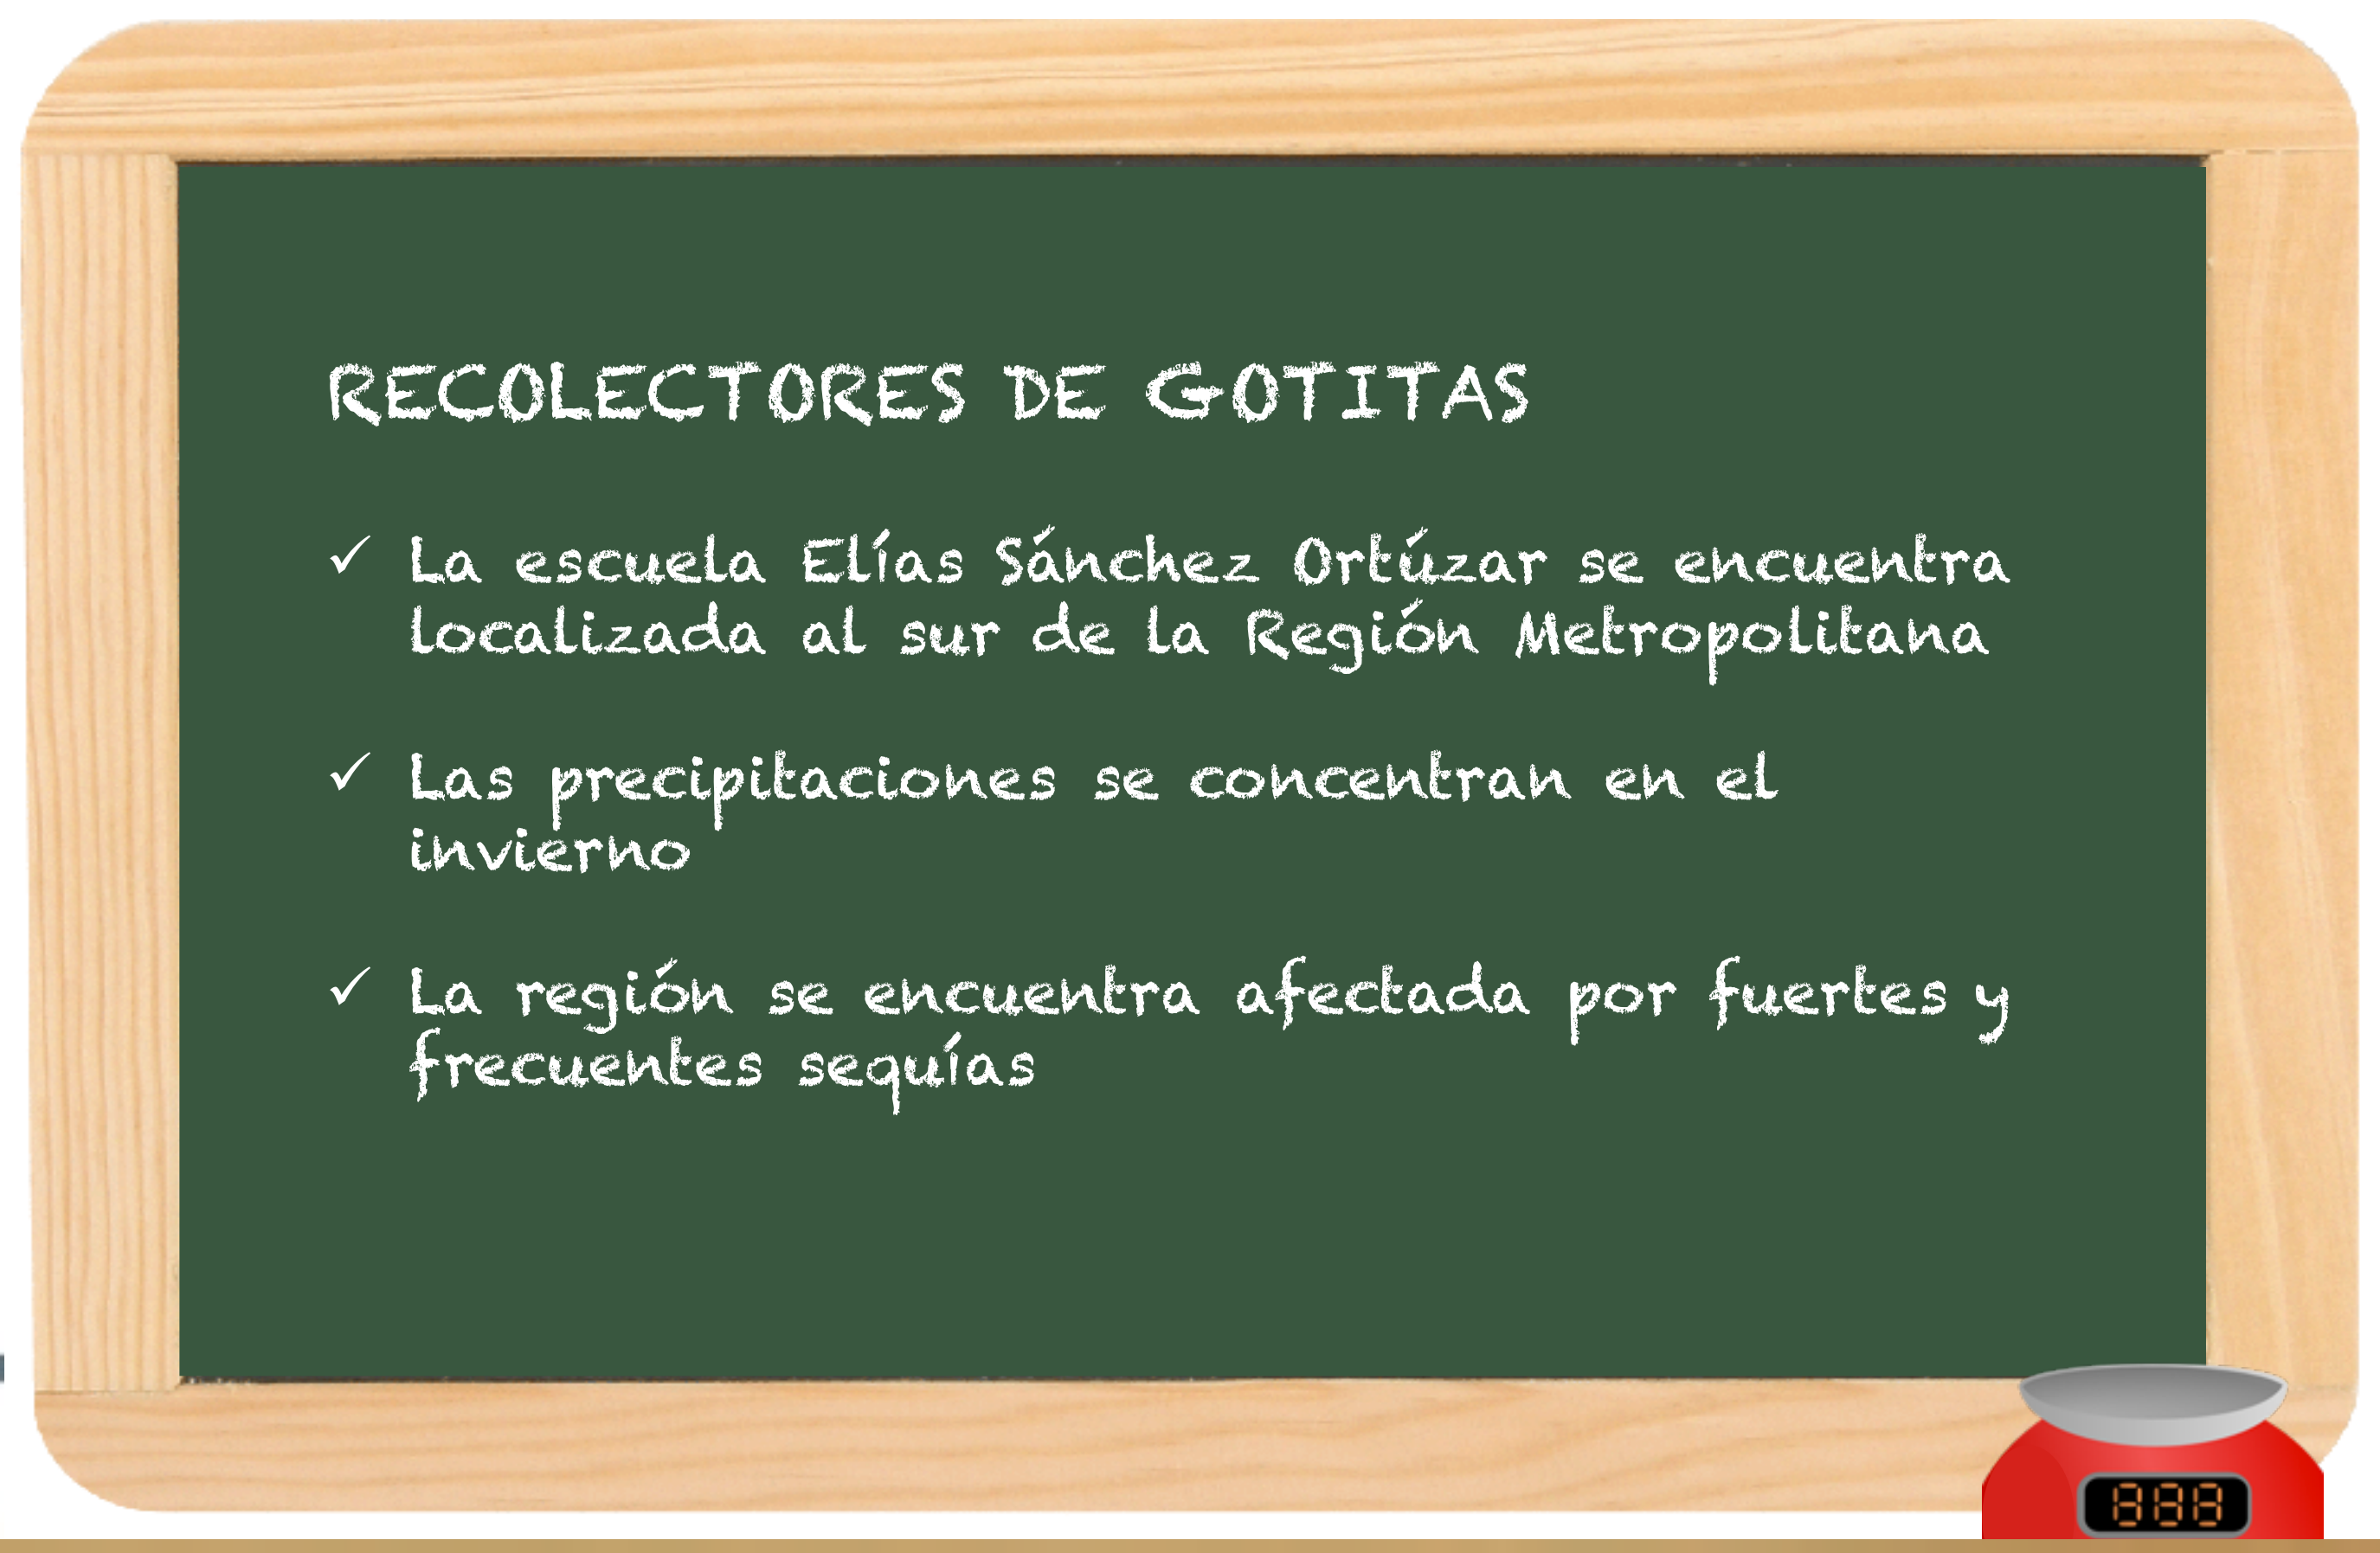 RECOLECTORES DE GOTITAS
✓ La escuela Elías Sánchez Ortúzar se encuentra
localizada al sur de la Región Metropolitana
✓ Las precipitaciones se concentran en el
invierno
✓ La región se encuentra afectada por fuertes y
frecuentes sequías
888